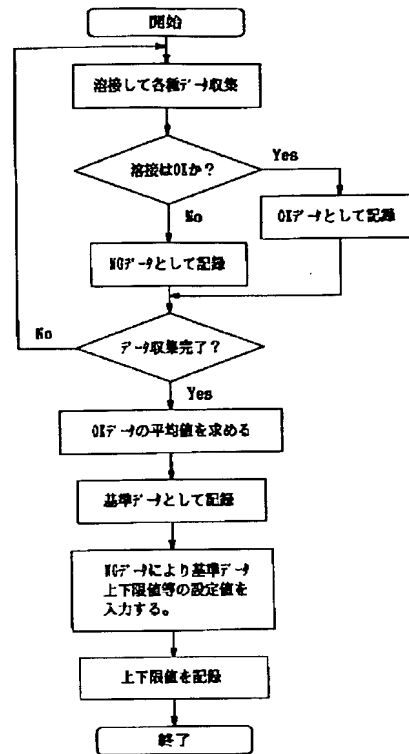 開始
溶接して各種ﾃﾞｰﾀ収集
溶接はOKか？
Yes
No
OKﾃﾞｰﾀとして記録
NGﾃﾞｰﾀとして記録
No
ﾃﾞｰﾀ収集完了？
Yes
OKﾃﾞｰﾀの平均値を求める
基準ﾃﾞｰﾀとして記録
NGﾃﾞｰﾀにより基準ﾃﾞｰﾀ
上下限値等の設定値を
入力する。
上下限値を記録
終了